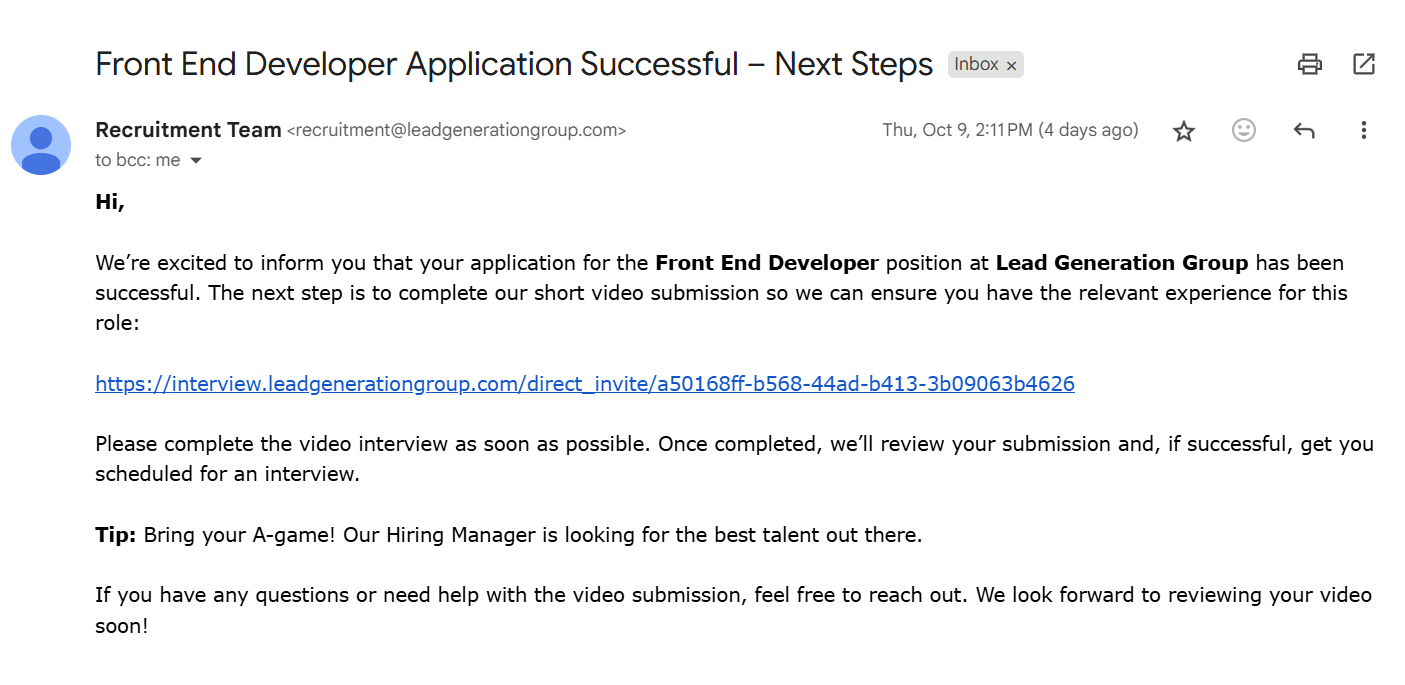 Front End Developer Application Successful – Next Steps Inbox ×
Recruitment Team <recruitment@leadgenerationgroup.com> Thu, Oct 9, 2:11 PM (4 days ago)
to bcc: me
Hi,
We’re excited to inform you that your application for the Front End Developer position at Lead Generation Group has been
successful. The next step is to complete our short video submission so we can ensure you have the relevant experience for this
role:
https://interview.leadgenerationgroup.com/direct_invite/a50168ff-b568-44ad-b413-3b09063b4626
Please complete the video interview as soon as possible. Once completed, we’ll review your submission and, if successful, get you
scheduled for an interview.
Tip: Bring your A-game! Our Hiring Manager is looking for the best talent out there.
If you have any questions or need help with the video submission, feel free to reach out. We look forward to reviewing your video
soon!